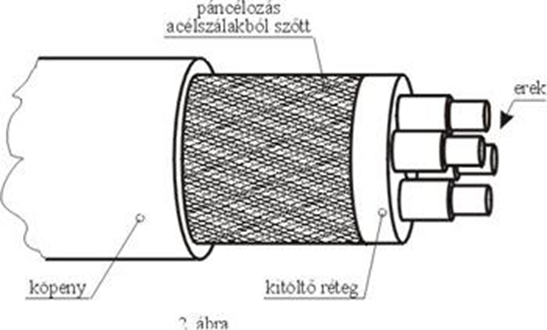 páncélozás
acélszálakból szőtt
erek
köpeny
kitöltő réteg
2. ábra